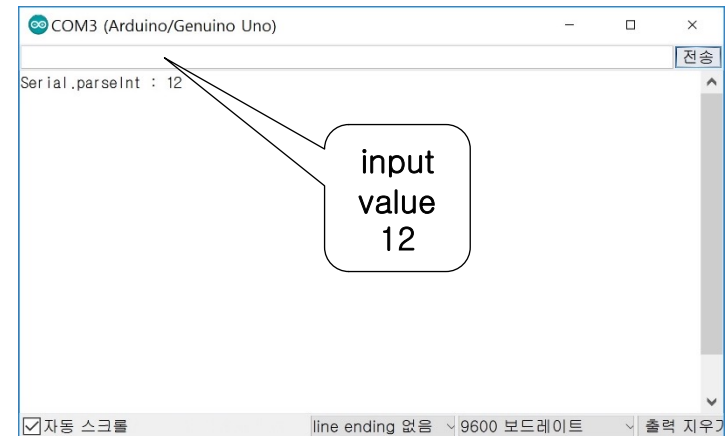 COM3 (Arduino/Genuino Uno)
전송
Serial.parseInt : 12
input
value
12
자동 스크롤
line ending 없음
9600 보드레이트
출력 지우기